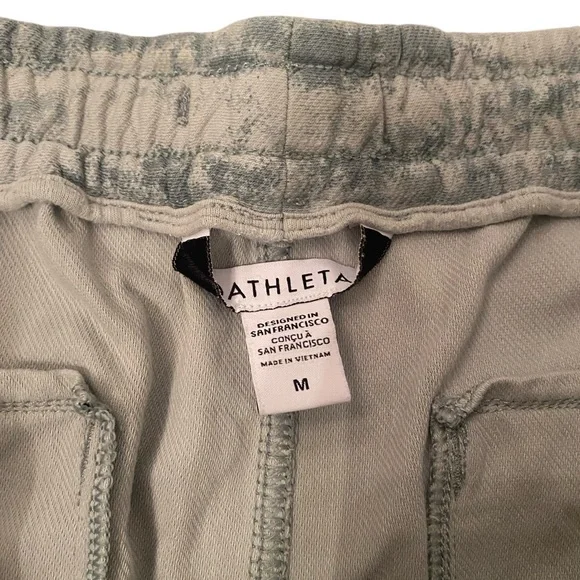 ATHLETA
DESIGNED IN
SAN FRANCISCO
CONÇU À
SAN FRANCISCO
MADE IN VIETNAM
M